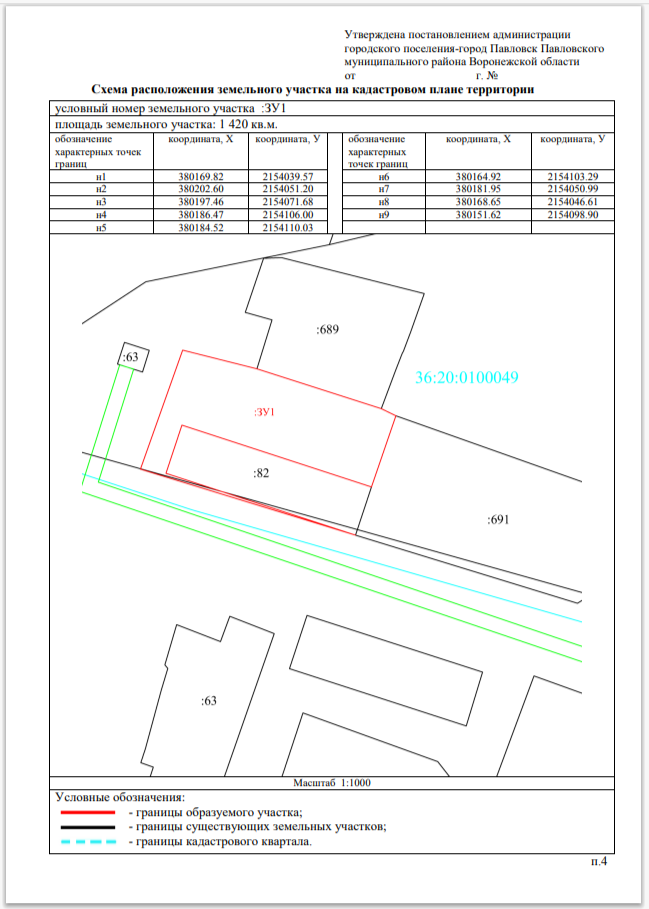 Утверждена постановлением администрации
городского поселения-город Павловск Павловского
муниципального района Воронежской области
от г. №
Схема расположения земельного участка на кадастровом плане территории
условный номер земельного участка :ЗУ1
площадь земельного участка: 1 420 кв.м.
обозначение характерных точек границ координата, X координата, У обозначение характерных точек границ координата, X координата, У
н1 380169.82 2154039.57 н6 380164.92 2154103.29
н2 380202.60 2154051.20 н7 380181.95 2154050.99
н3 380197.46 2154071.68 н8 380168.65 2154046.61
н4 380186.47 2154106.00 н9 380151.62 2154098.90
н5 380184.52 2154110.03
:689
:63
36:20:0100049
:ЗУ1
:82
:691
:63
Масштаб 1:1000
Условные обозначения:
- границы образуемого участка;
- границы существующих земельных участков;
- границы кадастрового квартала.
п.4